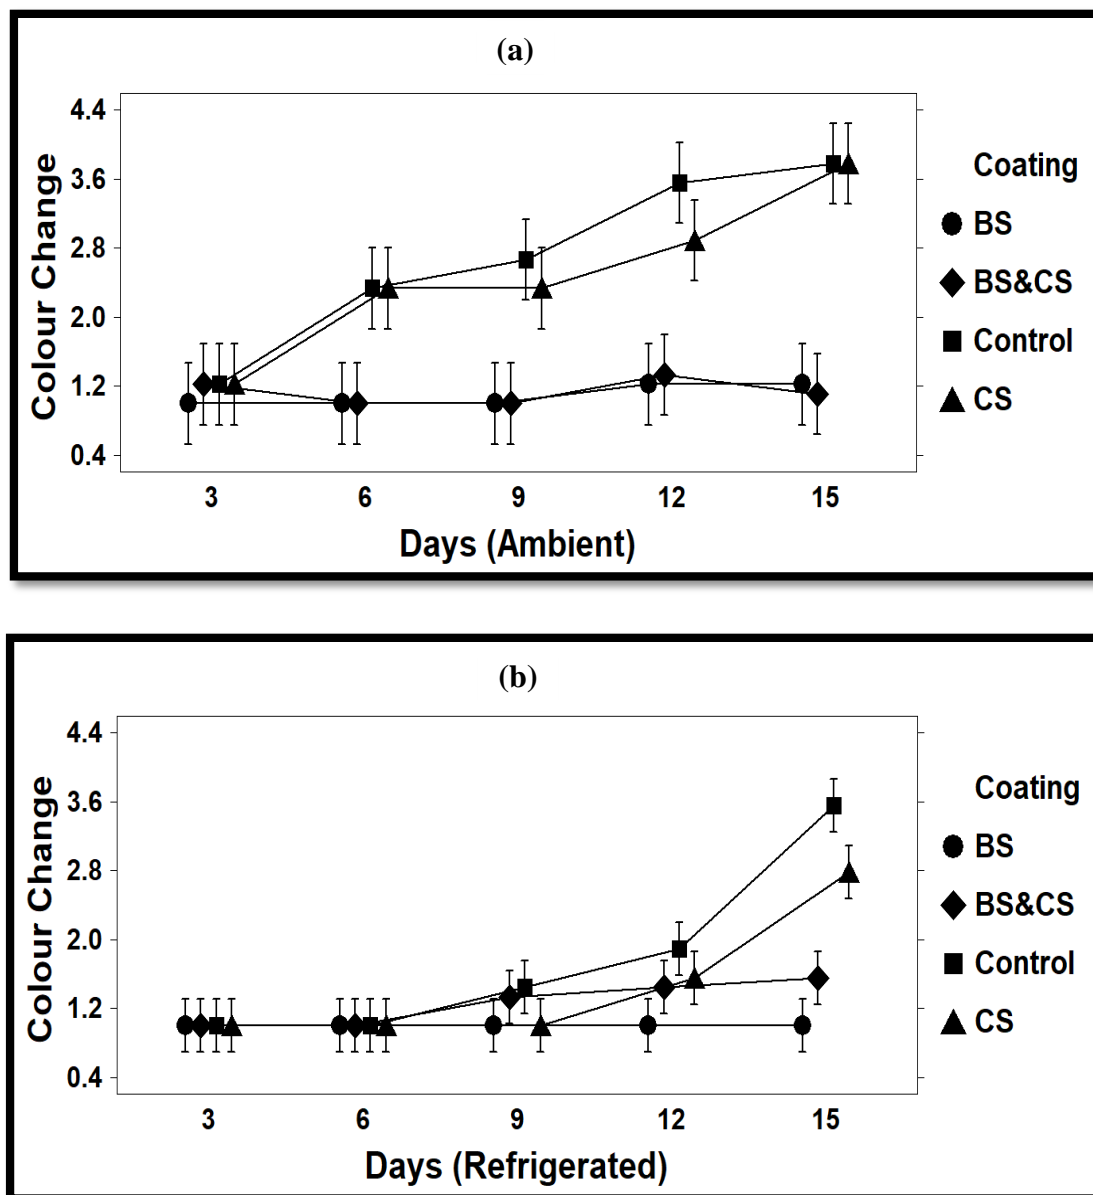 (a)
Colour Change
4.4
3.6
2.8
2.0
1.2
0.4
3 6 9 12 15
Days (Ambient)
Coating
BS
BS&CS
Control
CS
(b)
Colour Change
4.4
3.6
2.8
2.0
1.2
0.4
3 6 9 12 15
Days (Refrigerated)
Coating
BS
BS&CS
Control
CS